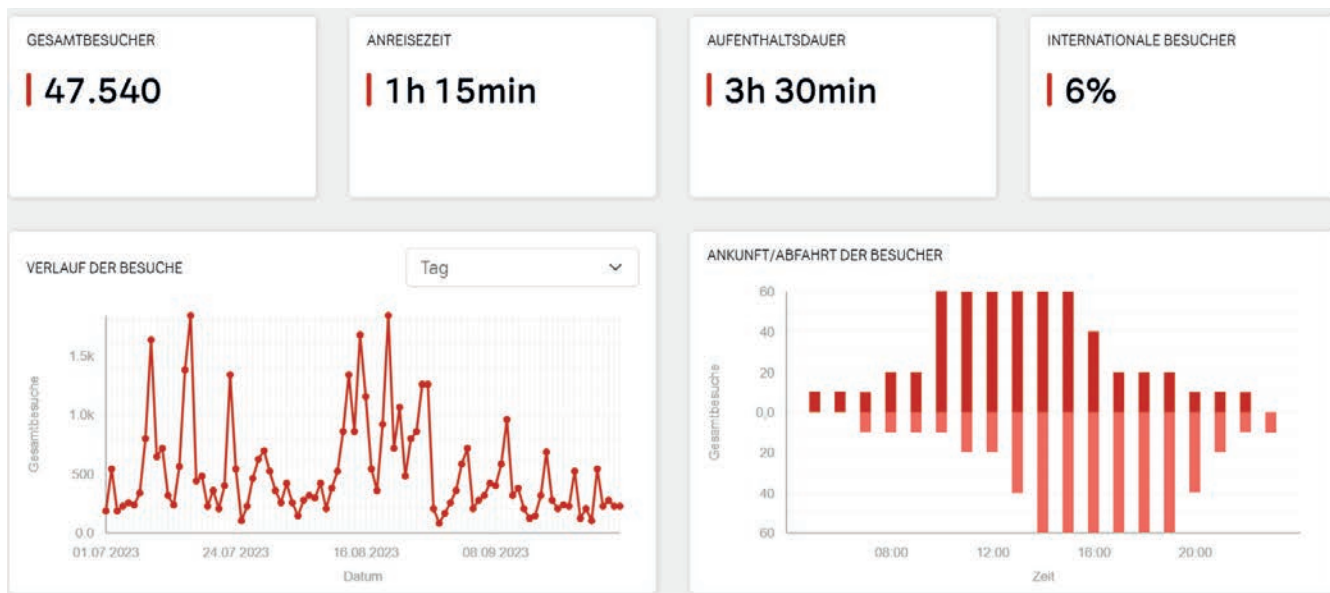 GESAMTBESUCHER
47.540
ANREISEZEIT
1h 15min
AUFENTHALTSDAUER
3h 30min
INTERNATIONALE BESUCHER
6%
VERLAUF DER BESUCHE
Tag
Gesamtbesuche
1.5k
1.0k
500
0.0
01.07.2023
24.07.2023
16.08.2023
08.09.2023
Datum
ANKUNFT/ABFAHRT DER BESUCHER
Gesamtbesuche
60
40
20
0,0
20
40
60
08:00
12:00
16:00
20:00
Zeit